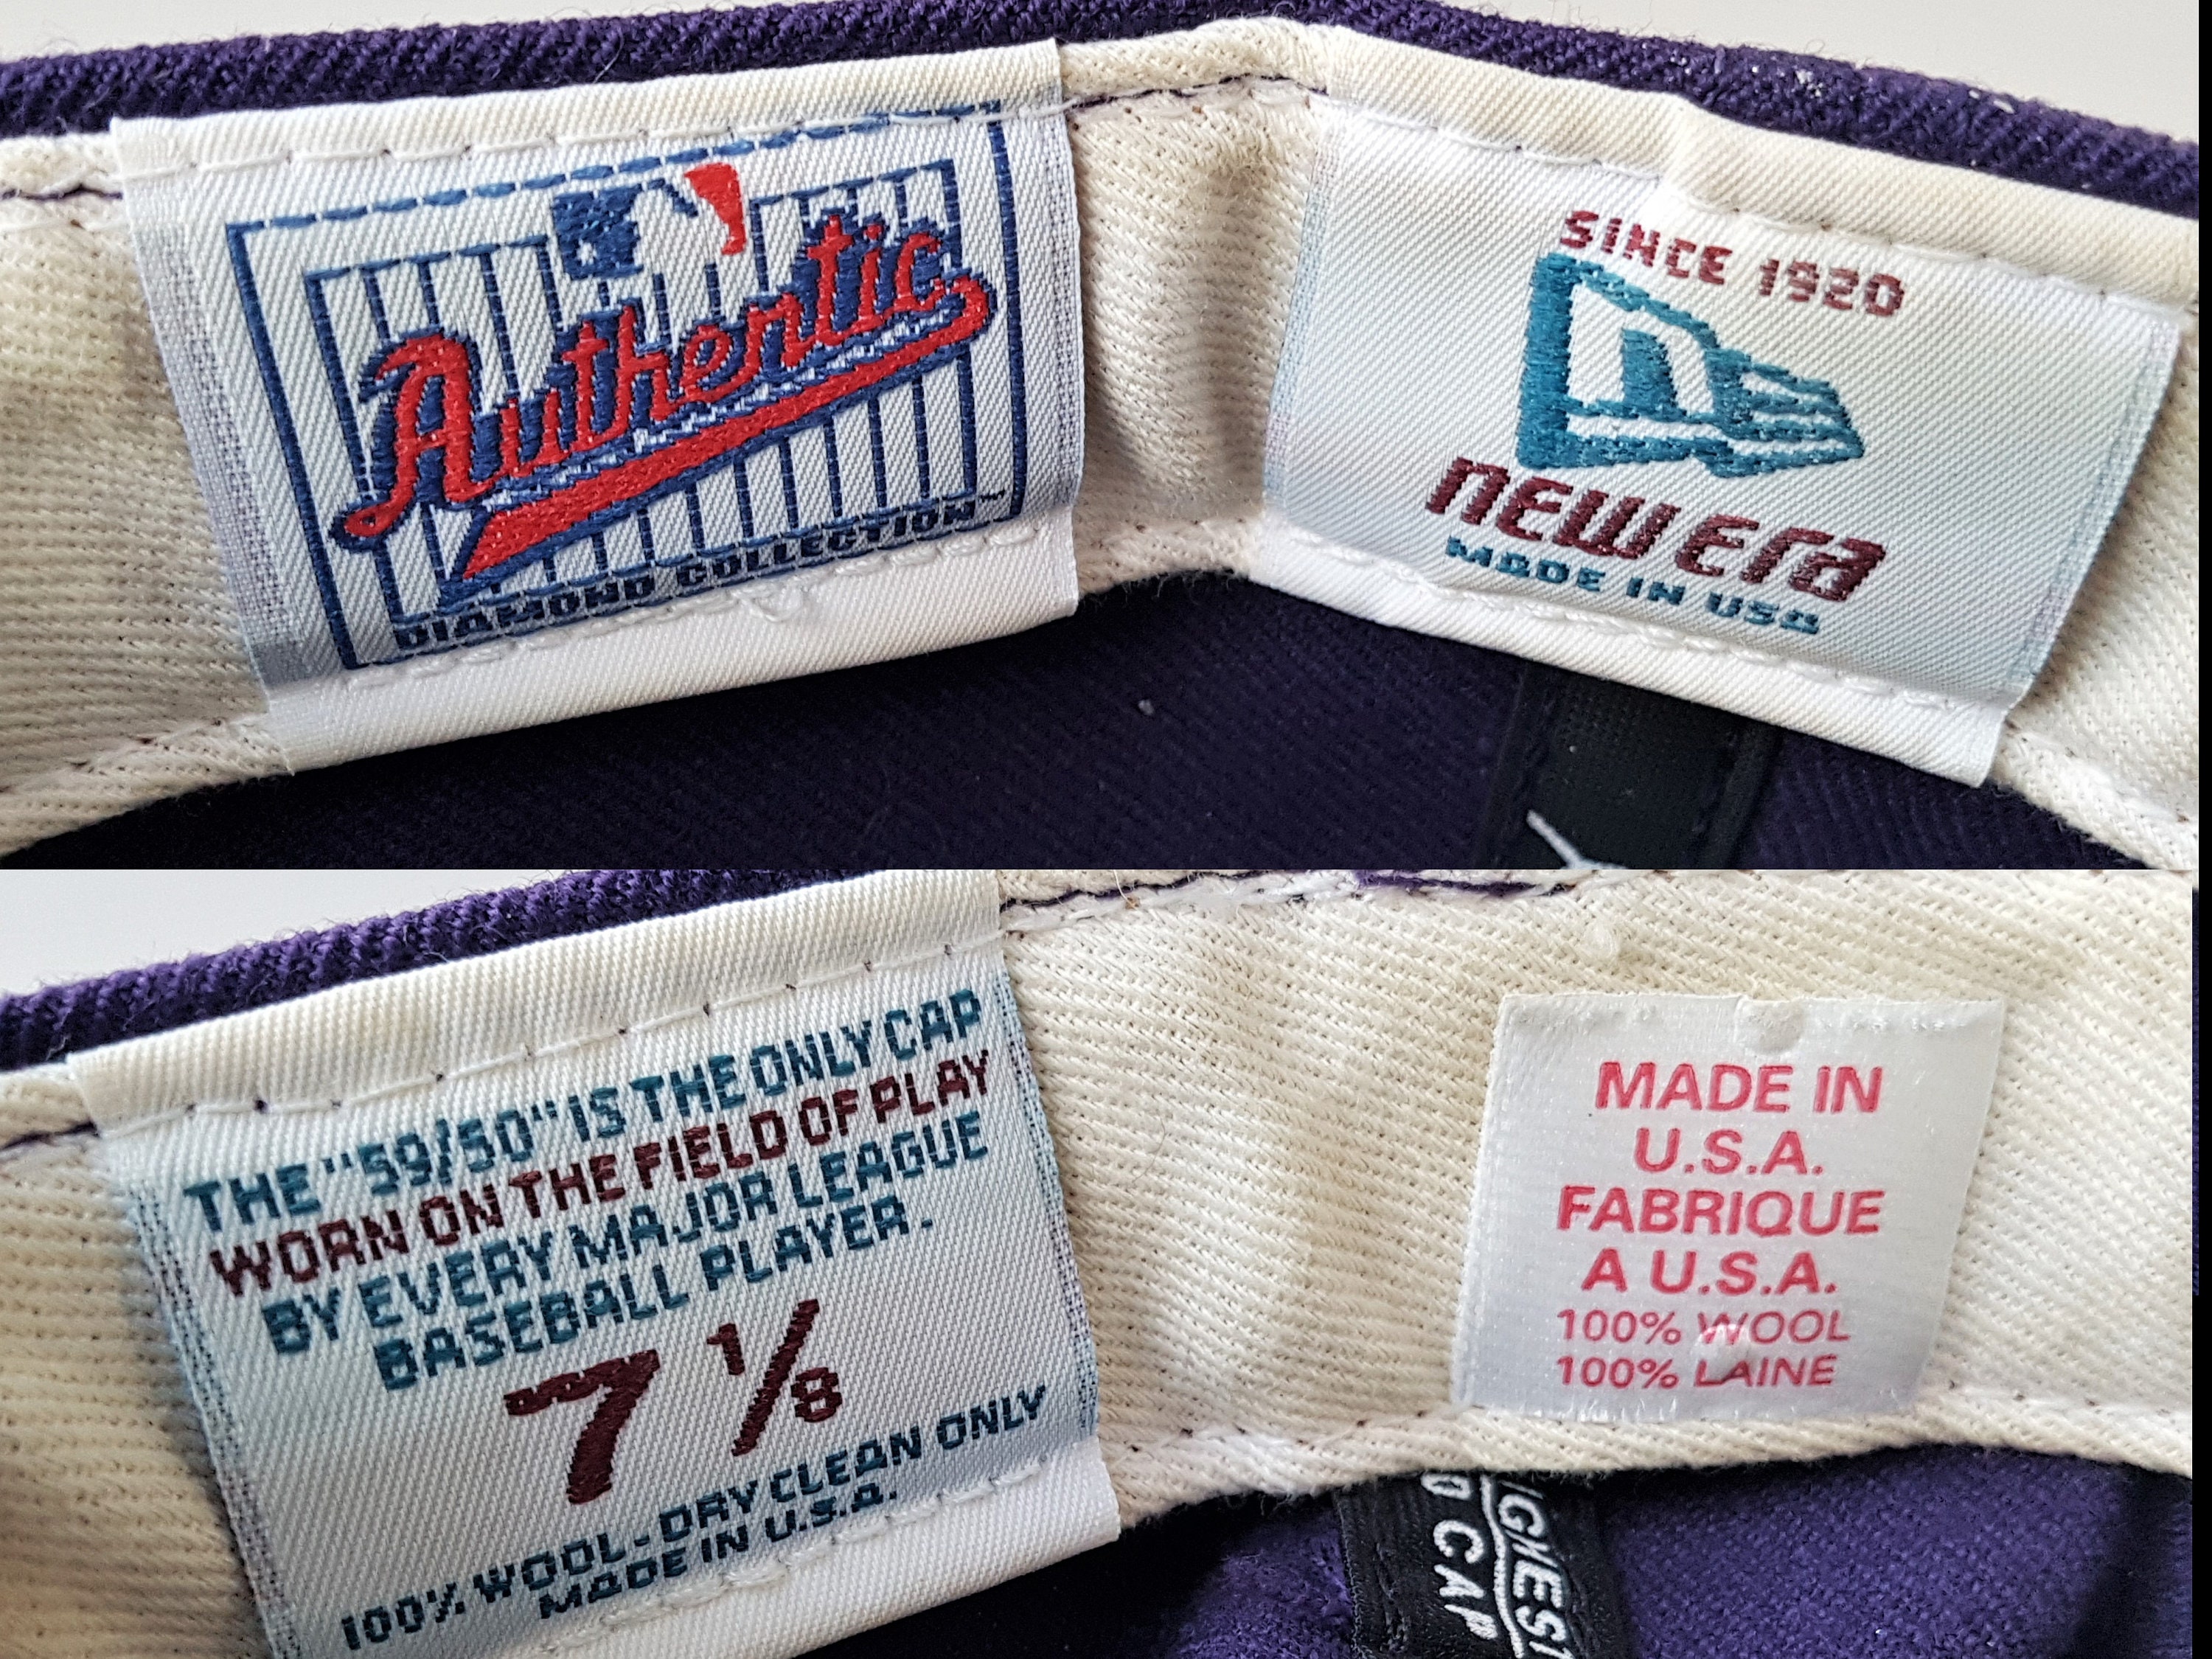 Authentic
DIAMOND COLLECTION™
SINCE 1920
NEW ERA
MADE IN USA
THE "59/50" IS THE ONLY CAP
WORN ON THE FIELD OF PLAY
BY EVERY MAJOR LEAGUE
BASEBALL PLAYER.
7 1/8
100% WOOL-DRY CLEAN ONLY
MADE IN U.S.A.
MADE IN
U.S.A.
FABRIQUE
A U.S.A.
100% WOOL
100% LAINE
CAP